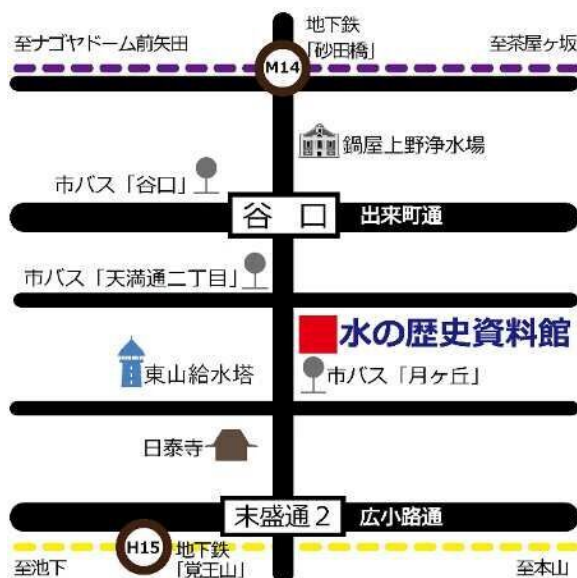 地下鉄
「砂田橋」
至ナゴヤドーム前矢田
至茶屋ヶ坂
M14
鍋屋上野浄水場
市バス「谷口」
谷口
出来町通
市バス「天満通二丁目」
水の歴史資料館
東山給水塔
市バス「月ヶ丘」
日泰寺
末盛通2
広小路通
H15
地下鉄
「覚王山」
至池下
至本山